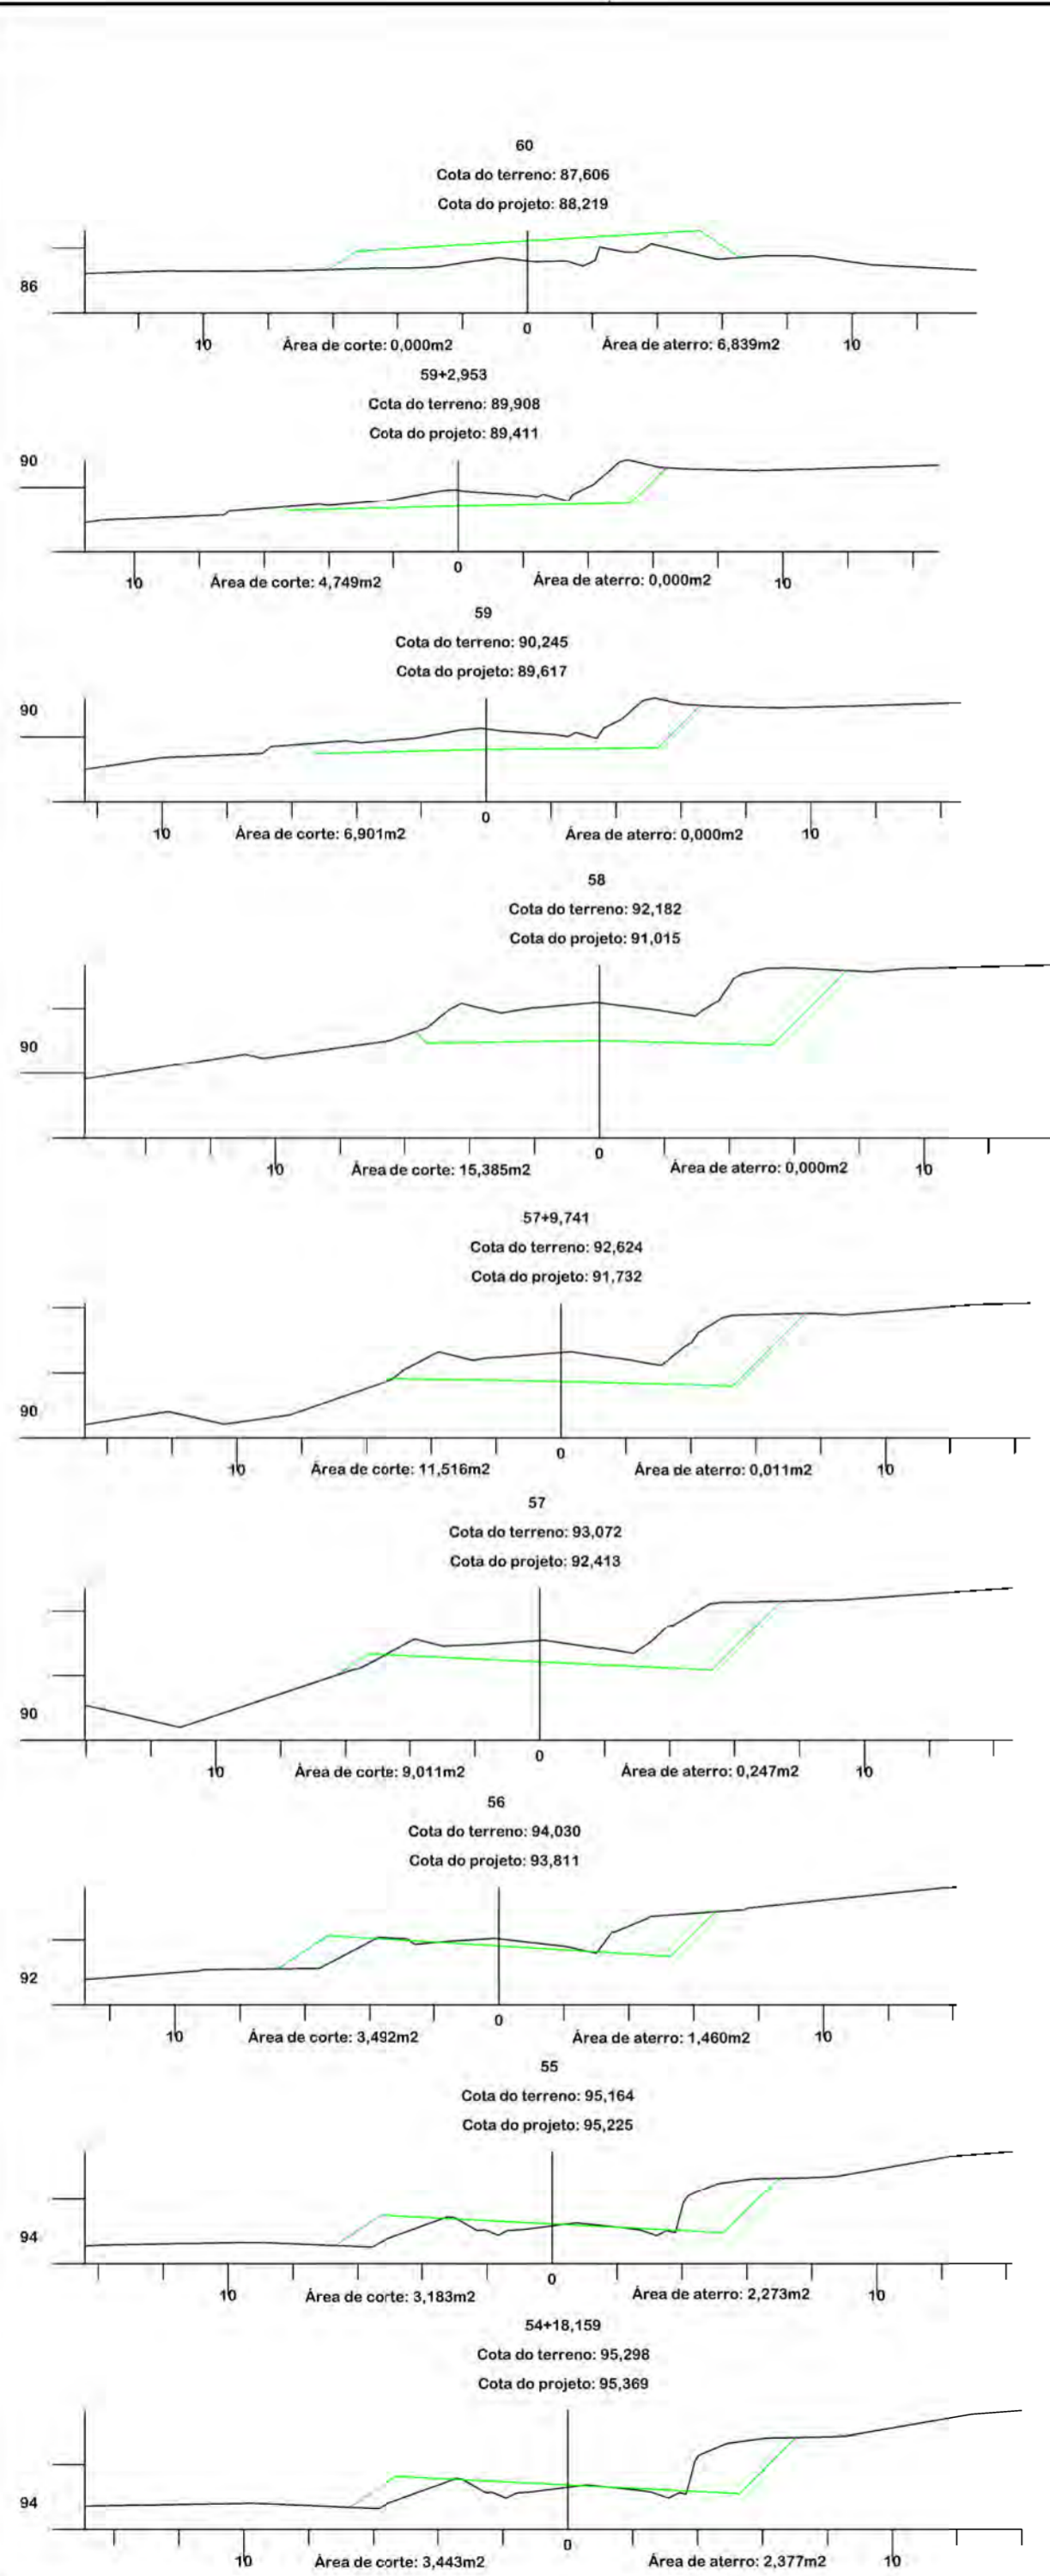 60
Cota do terreno: 87,606
Cota do projeto: 88,219
86
0
10 Área de corte: 0,000m2 Área de aterro: 6,839m2 10
59+2,953
Cota do terreno: 89,908
Cota do projeto: 89,411
90
0
10 Área de corte: 4,749m2 Área de aterro: 0,000m2 10
59
Cota do terreno: 90,245
Cota do projeto: 89,617
90
0
10 Área de corte: 6,901m2 Área de aterro: 0,000m2 10
58
Cota do terreno: 92,182
Cota do projeto: 91,015
90
0
10 Área de corte: 15,385m2 Área de aterro: 0,000m2 10
57+9,741
Cota do terreno: 92,624
Cota do projeto: 91,732
90
0
10 Área de corte: 11,516m2 Área de aterro: 0,011m2 10
57
Cota do terreno: 93,072
Cota do projeto: 92,413
90
0
10 Área de corte: 9,011m2 Área de aterro: 0,247m2 10
56
Cota do terreno: 94,030
Cota do projeto: 93,811
92
0
10 Área de corte: 3,492m2 Área de aterro: 1,460m2 10
55
Cota do terreno: 95,164
Cota do projeto: 95,225
94
0
10 Área de corte: 3,183m2 Área de aterro: 2,273m2 10
54+18,159
Cota do terreno: 95,298
Cota do projeto: 95,369
94
0
10 Área de corte: 3,443m2 Área de aterro: 2,377m2 10